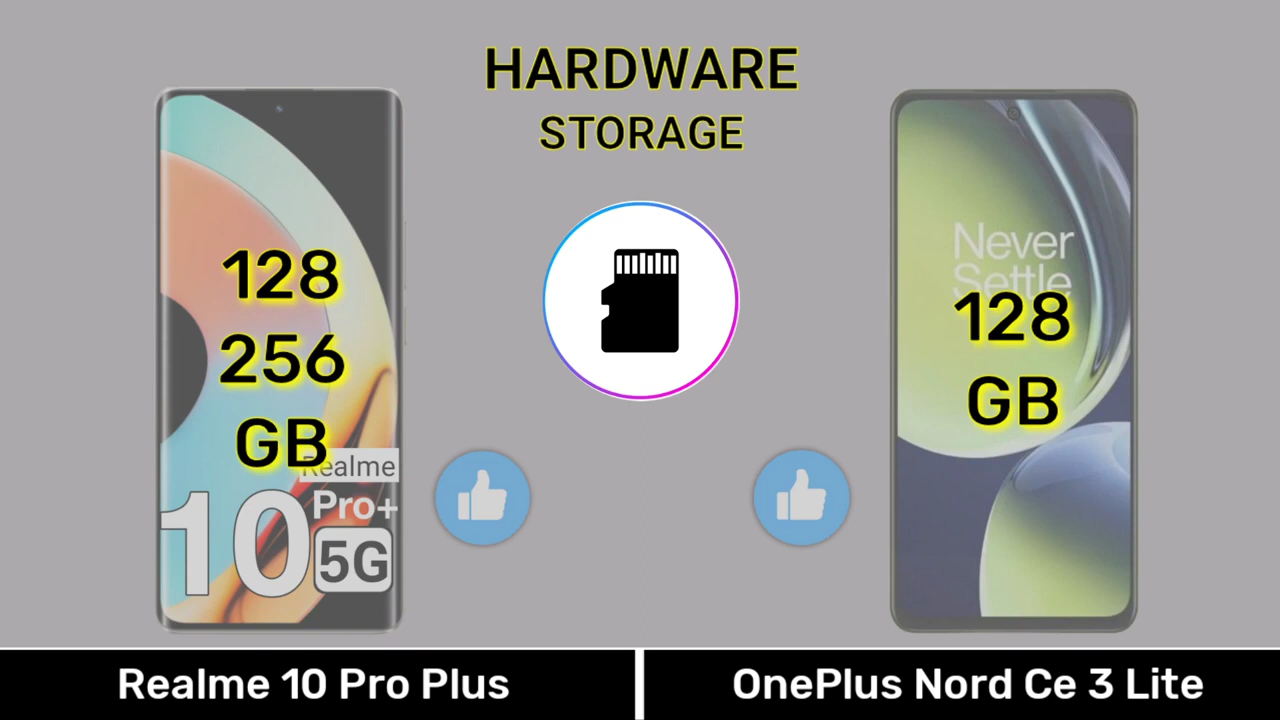 HARDWARE
STORAGE
128
256
GB
Realme
10 Pro+
5G
Never
Settle
128
GB
Realme 10 Pro Plus
OnePlus Nord Ce 3 Lite